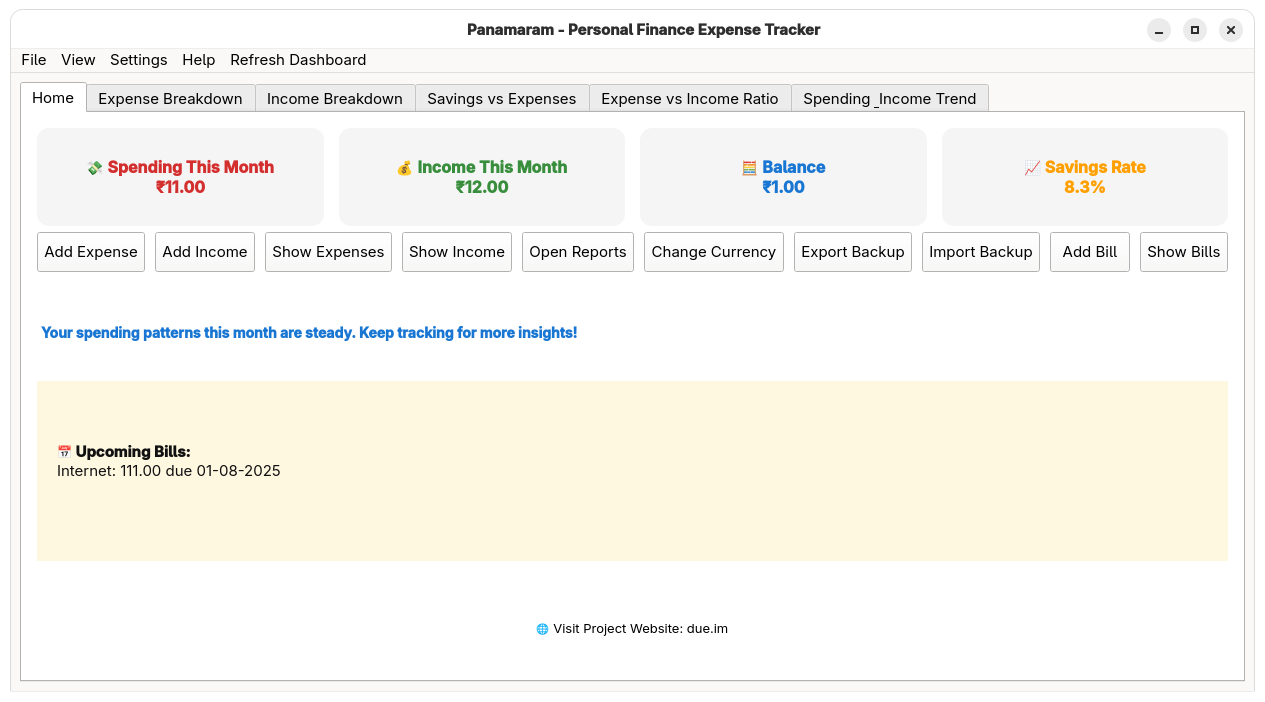 Panamaram - Personal Finance Expense Tracker
File View Settings Help Refresh Dashboard
Home Expense Breakdown Income Breakdown Savings vs Expenses Expense vs Income Ratio Spending _Income Trend
💸 Spending This Month
₹11.00
💰 Income This Month
₹12.00
🧮 Balance
₹1.00
📈 Savings Rate
8.3%
Add Expense Add Income Show Expenses Show Income Open Reports Change Currency Export Backup Import Backup Add Bill Show Bills
Your spending patterns this month are steady. Keep tracking for more insights!
📅 Upcoming Bills:
Internet: 111.00 due 01-08-2025
🌐 Visit Project Website: due.im